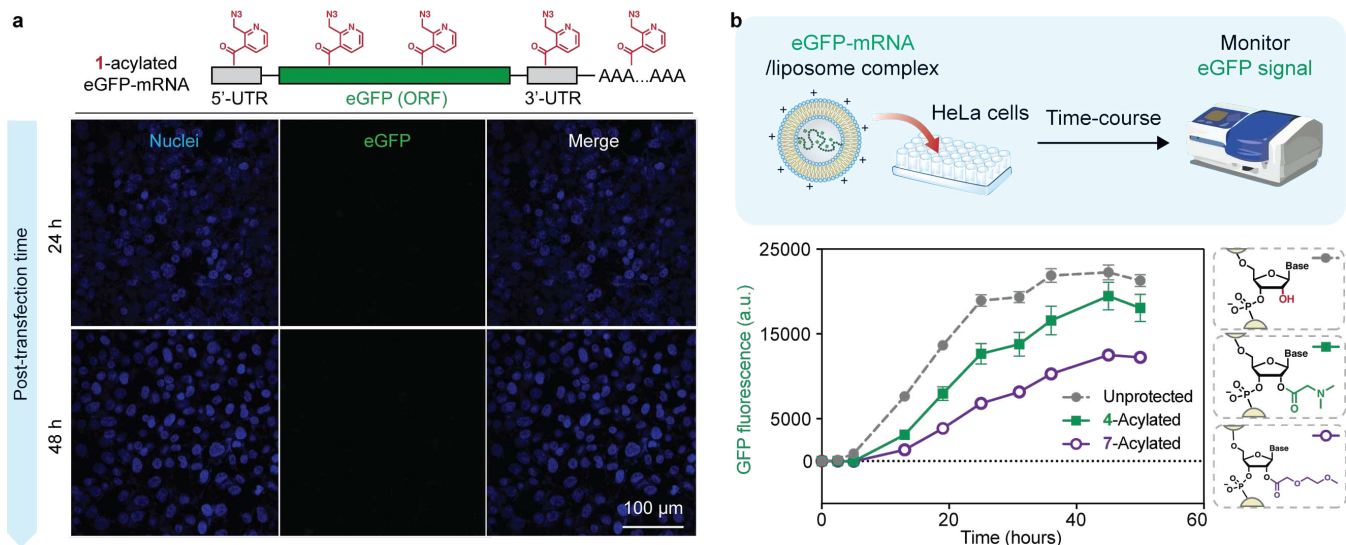 a
N3
N
O
N3
N
O
N3
N
O
N3
N
O
N3
N
O
1-acylated
eGFP-mRNA
AAA...AAA
5'-UTR
eGFP (ORF)
3'-UTR
Post-transfection time
24 h
48 h
Nuclei
eGFP
Merge
100 µm
b
eGFP-mRNA
/liposome complex
+
+
+
+
+
+
+
+
HeLa cells
Time-course
Monitor
eGFP signal
GFP fluorescence (a.u.)
25000
15000
5000
0
0
20
40
60
Time (hours)
Unprotected
4-Acylated
7-Acylated
O
O
Base
O
OH
O
P
O
O
O
Base
O
O
O
P
O
O
N
O
O
Base
O
O
O
P
O
O
O
O